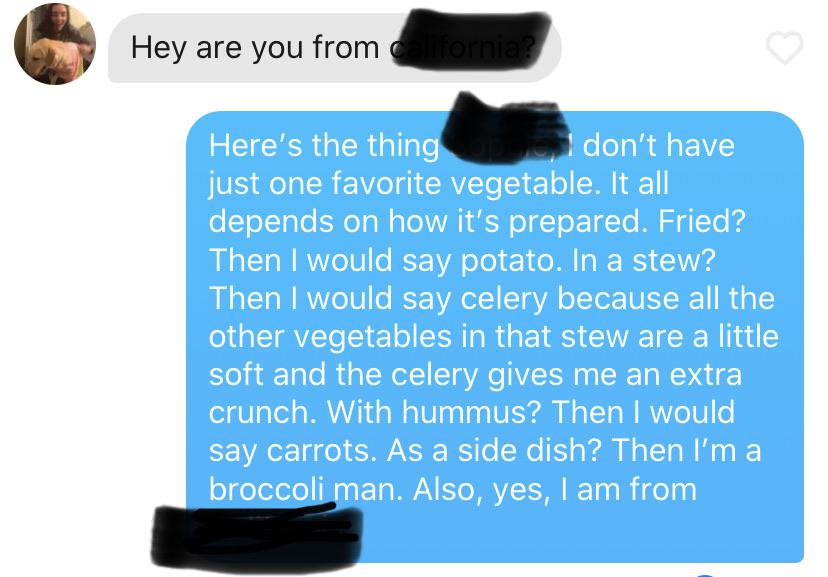 Hey are you from california?
Here's the thing I don't have
just one favorite vegetable. It all
depends on how it's prepared. Fried?
Then I would say potato. In a stew?
Then I would say celery because all the
other vegetables in that stew are a little
soft and the celery gives me an extra
crunch. With hummus? Then I would
say carrots. As a side dish? Then I'm a
broccoli man. Also, yes, I am from